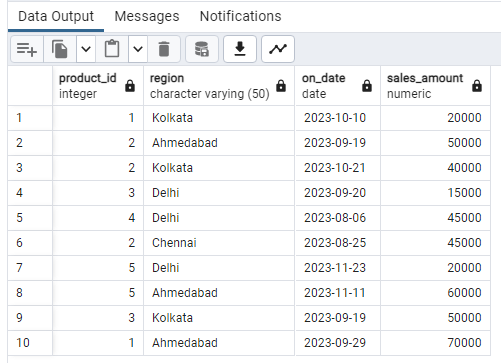 Data Output Messages Notifications
product_id region on_date sales_amount
integer character varying (50) date numeric
1 1 Kolkata 2023-10-10 20000
2 2 Ahmedabad 2023-09-19 50000
3 2 Kolkata 2023-10-21 40000
4 3 Delhi 2023-09-20 15000
5 4 Delhi 2023-08-06 45000
6 2 Chennai 2023-08-25 45000
7 5 Delhi 2023-11-23 20000
8 5 Ahmedabad 2023-11-11 60000
9 3 Kolkata 2023-09-19 50000
10 1 Ahmedabad 2023-09-29 70000